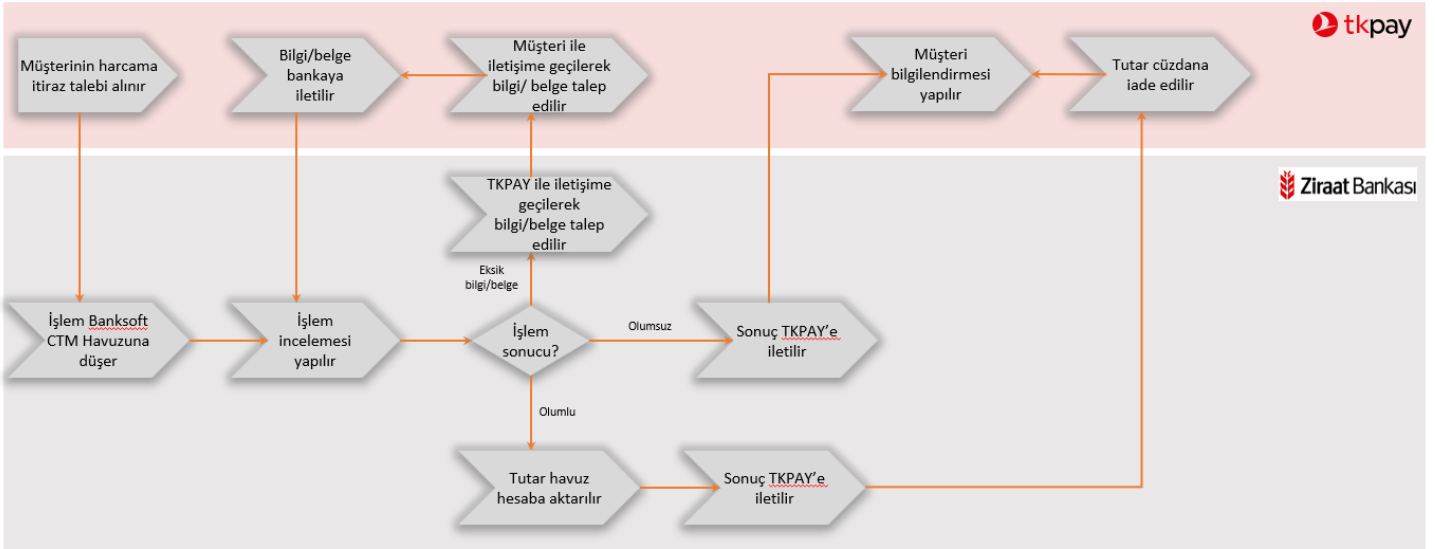 tkpay
Müşterinin harcama
itiraz talebi alınır
Bilgi/belge
bankaya
iletilir
Müşteri ile
iletişime geçilerek
bilgi/ belge talep
edilir
Müşteri
bilgilendirmesi
yapılır
Tutar cüzdana
iade edilir
Ziraat Bankası
TKPAY ile iletişime
geçilerek
bilgi/belge talep
edilir
Eksik
bilgi/belge
İşlem Banksoft
CTM Havuzuna
düşer
İşlem
incelemesi
yapılır
İşlem
sonucu?
Olumsuz
Sonuç TKPAY'e
iletilir
Olumlu
Tutar havuz
hesaba aktarılır
Sonuç TKPAY'e
iletilir